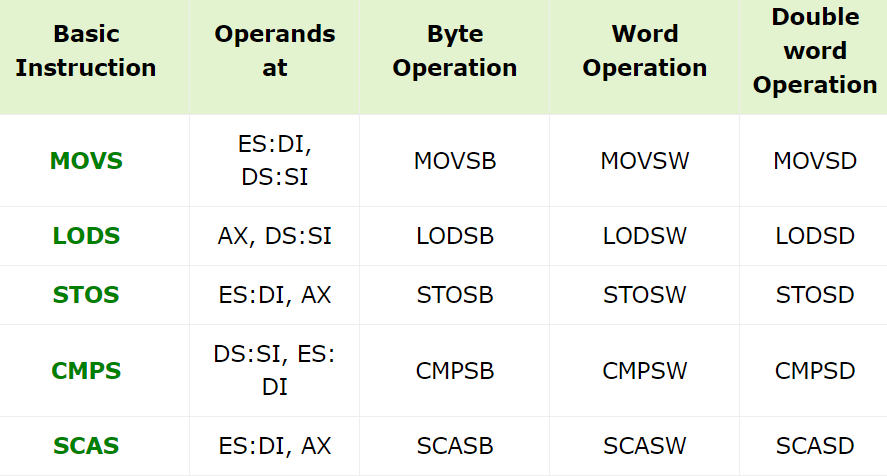 Basic
Instruction
Operands
at
Byte
Operation
Word
Operation
Double
word
Operation
MOVS
ES:DI,
DS:SI
MOVSB
MOVSW
MOVSD
LODS
AX, DS:SI
LODSB
LODSW
LODSD
STOS
ES:DI, AX
STOSB
STOSW
STOSD
CMPS
DS:SI, ES:
DI
CMPSB
CMPSW
CMPSD
SCAS
ES:DI, AX
SCASB
SCASW
SCASD